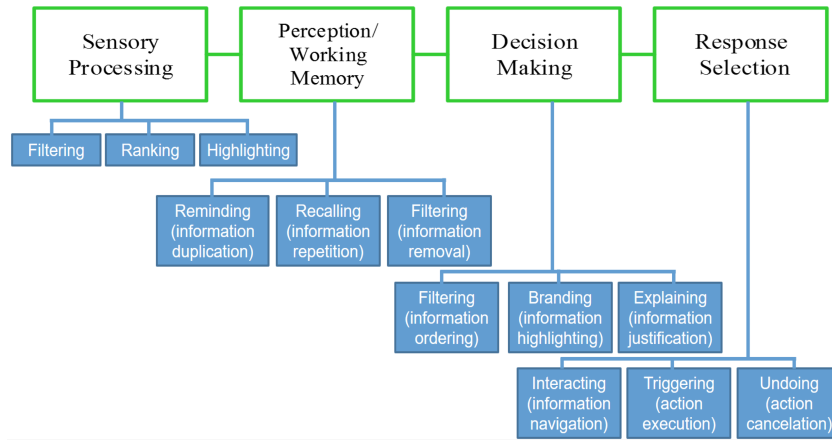 Sensory
Processing
Perception/
Working
Memory
Decision
Making
Response
Selection
Filtering
Ranking
Highlighting
Reminding
(information
duplication)
Recalling
(information
repetition)
Filtering
(information
removal)
Filtering
(information
ordering)
Branding
(information
highlighting)
Explaining
(information
justification)
Interacting
(information
navigation)
Triggering
(action
execution)
Undoing
(action
cancelation)